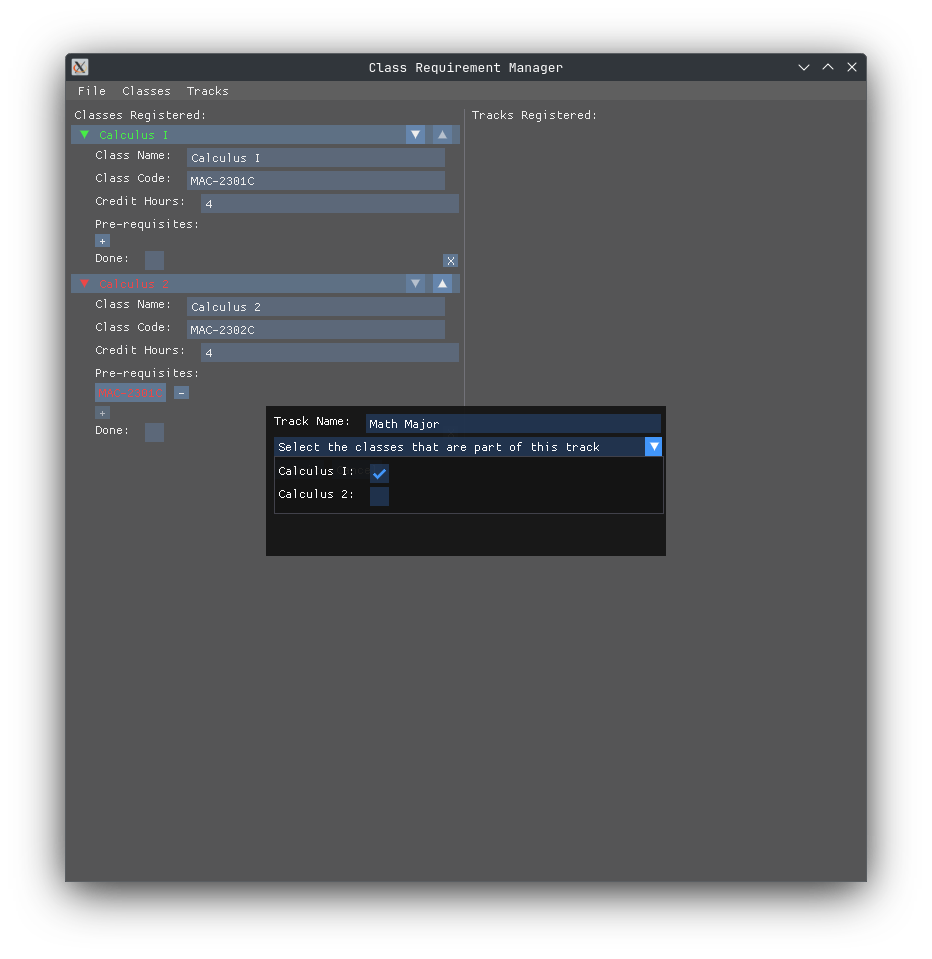 Class Requirement Manager
File Classes Tracks
Classes Registered:
Calculus I
Class Name: Calculus I
Class Code: MAC-2301C
Credit Hours: 4
Pre-requisites:
+
Done:
X
Calculus 2
Class Name: Calculus 2
Class Code: MAC-2302C
Credit Hours: 4
Pre-requisites:
MAC-2301C -
+
Done:
Tracks Registered:
Track Name: Math Major
Select the classes that are part of this track
Calculus I:
Calculus 2: